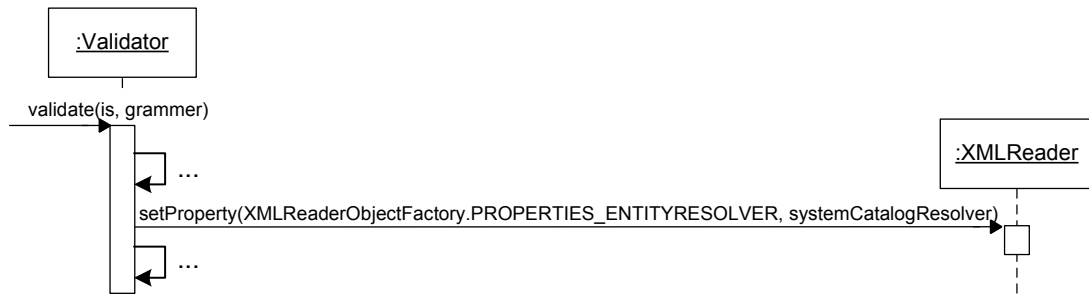 :Validator
validate(is, grammer)
:XMLReader
...
setProperty(XMLReaderObjectFactory.PROPERTIES_ENTITYRESOLVER, systemCatalogResolver)
...